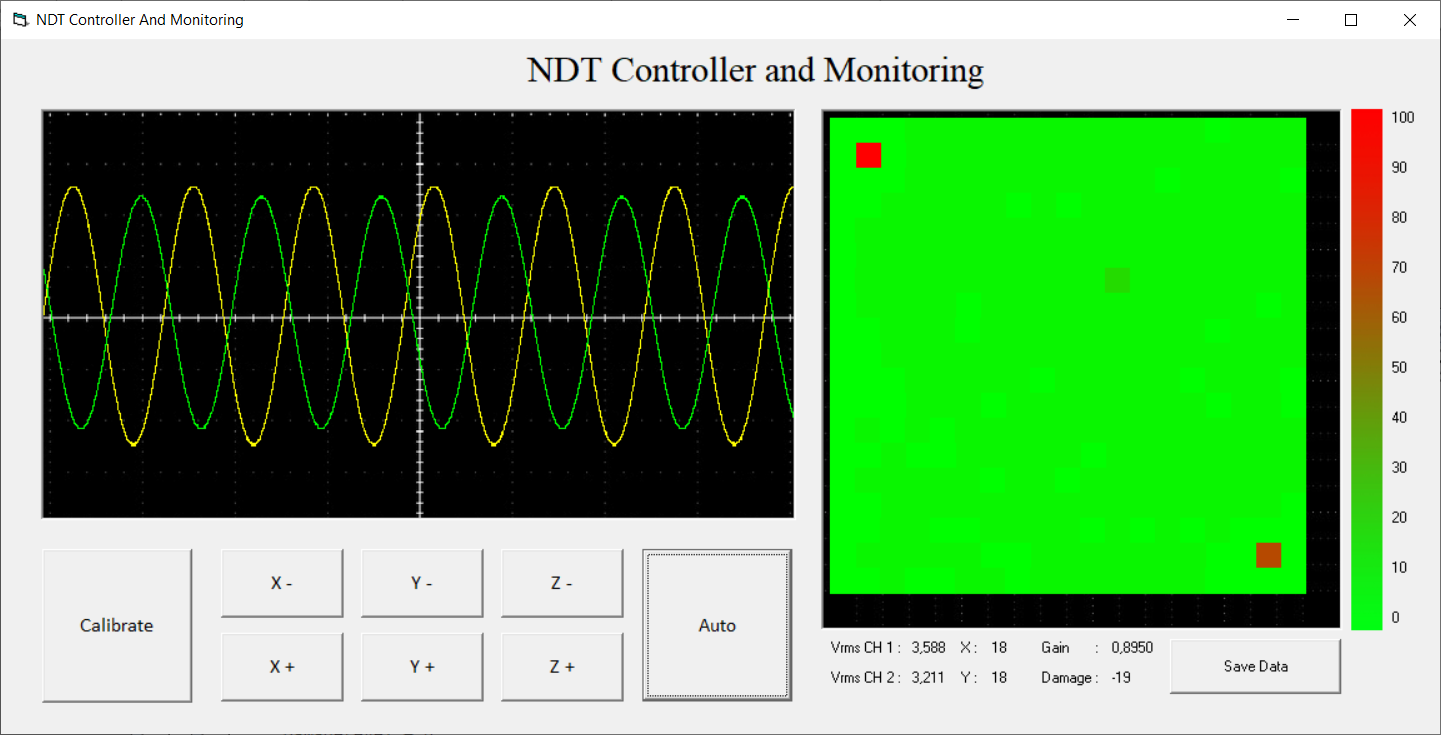 NDT Controller And Monitoring
NDT Controller and Monitoring
100
90
80
70
60
50
40
30
20
10
0
Calibrate
X -
Y -
Z -
X +
Y +
Z +
Auto
Vrms CH 1 : 3,588 X : 18 Gain : 0,8950
Vrms CH 2 : 3,211 Y : 18 Damage : -19
Save Data